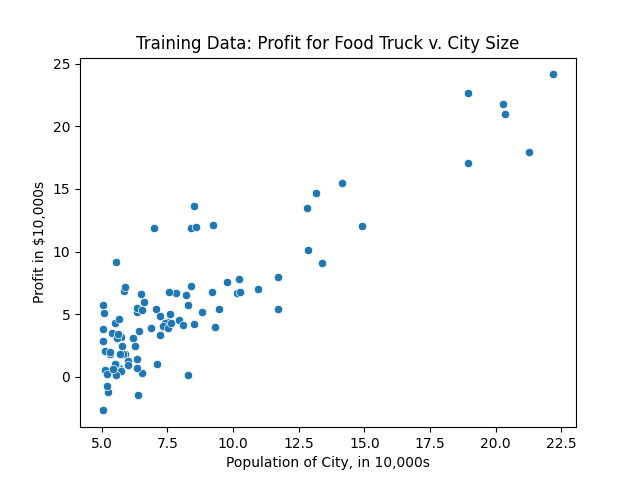 Training Data: Profit for Food Truck v. City Size
25
20
15
10
5
0
Profit in $10,000s
5.0 7.5 10.0 12.5 15.0 17.5 20.0 22.5
Population of City, in 10,000s